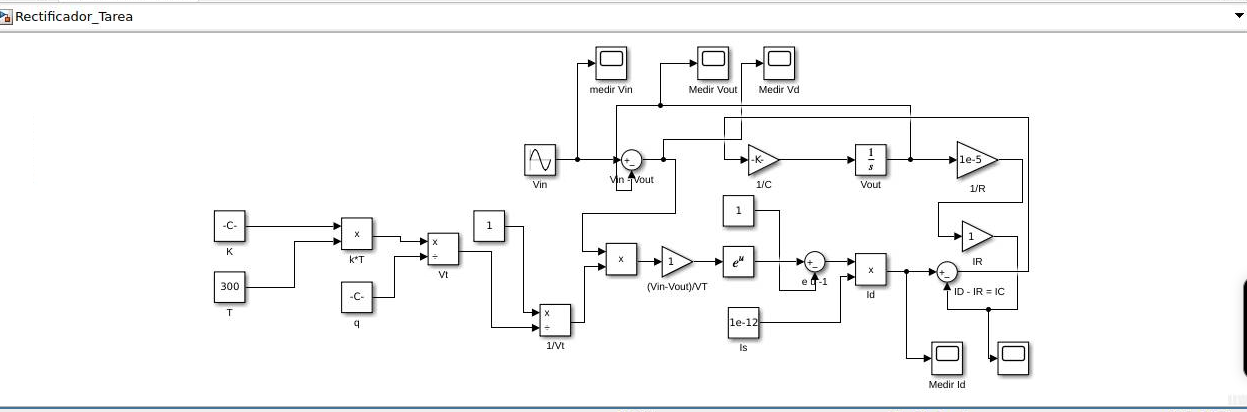 Rectificador_Tarea
medir Vin
Medir Vout
Medir Vd
Vin
+
-
Vin - Vout
-K-
1/C
1
s
Vout
1e-5
1/R
-C-
K
300
T
x
k*T
-C-
q
x
÷
Vt
1
x
÷
1/Vt
x
1
(Vin-Vout)/VT
e^u
1
+
-
e u -1
1e-12
Is
x
Id
1
IR
+
-
ID - IR = IC
Medir Id